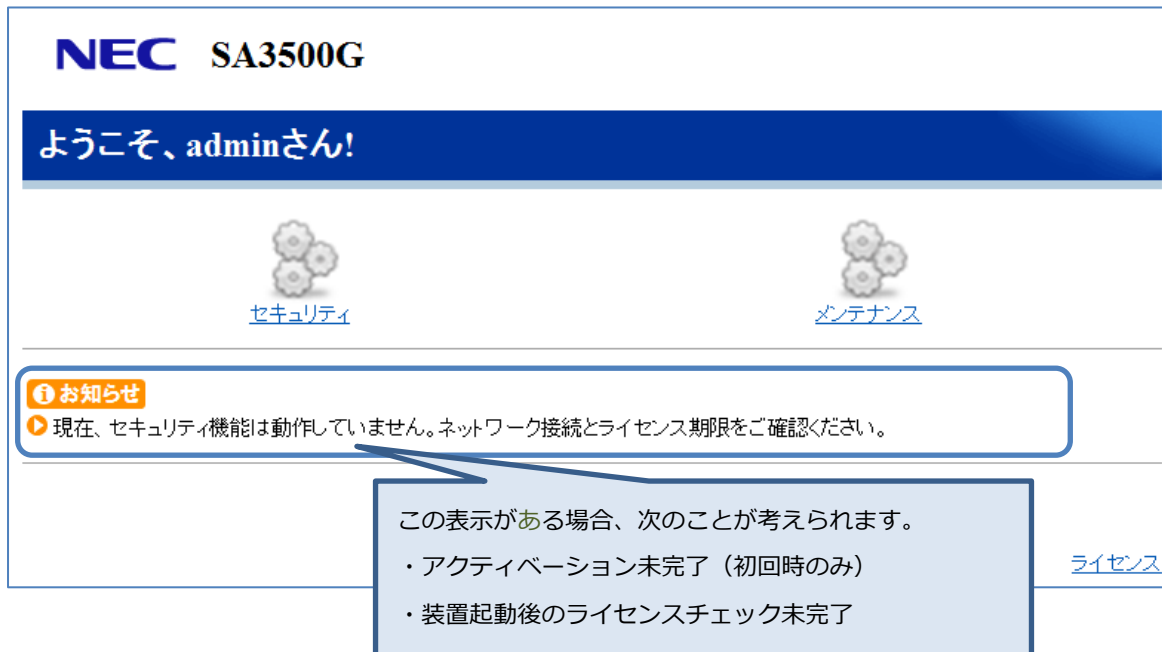 NEC SA3500G
ようこそ、adminさん!
セキュリティ
メンテナンス
お知らせ
現在、セキュリティ機能は動作していません。ネットワーク接続とライセンス期限をご確認ください。
この表示がある場合、次のことが考えられます。
・アクティベーション未完了（初回時のみ）
・装置起動後のライセンスチェック未完了
ライセンス